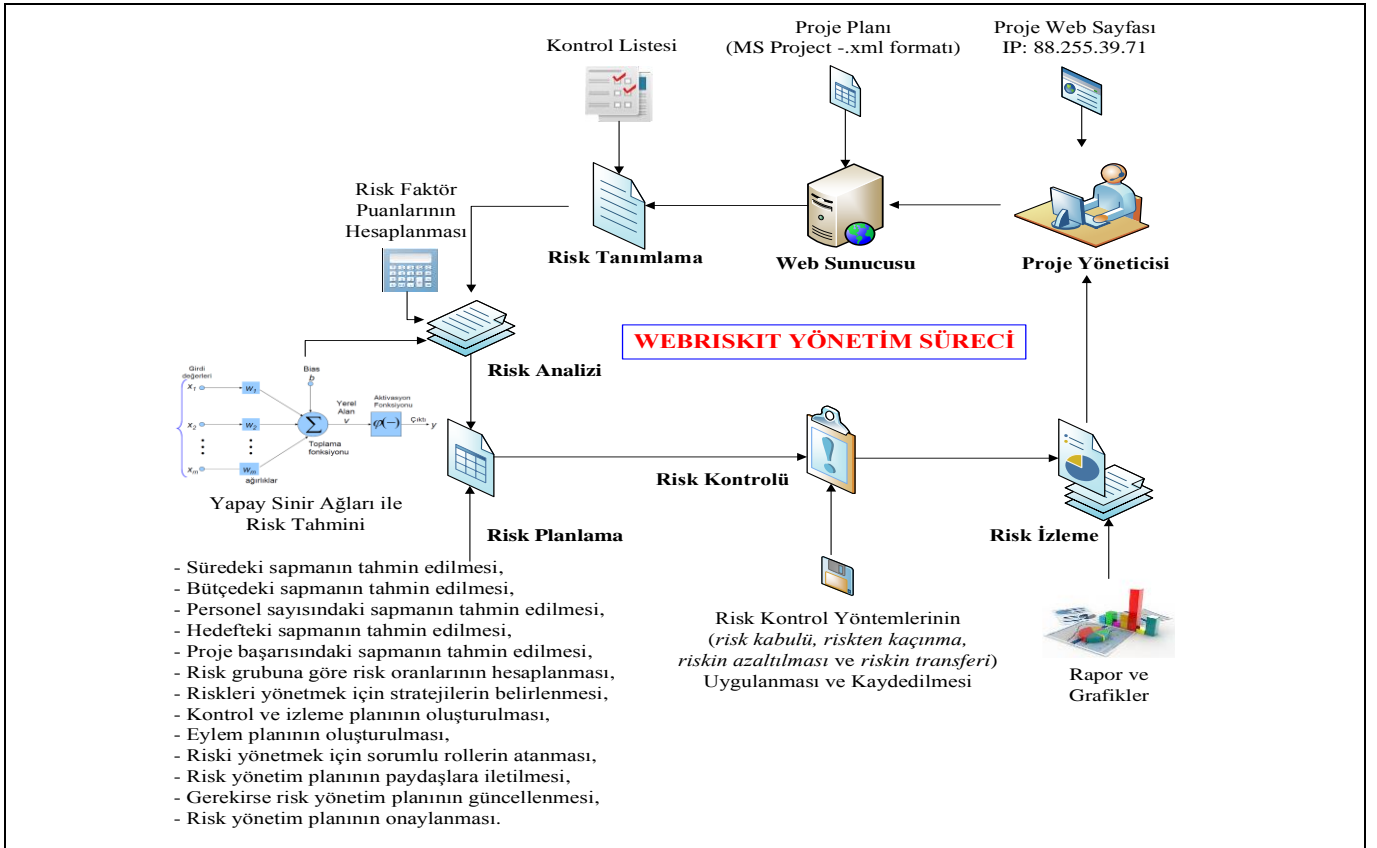 Kontrol Listesi
Proje Planı
(MS Project -.xml formatı)
Proje Web Sayfası
IP: 88.255.39.71
Risk Faktör
Puanlarının
Hesaplanması
Risk Tanımlama
Web Sunucusu
Proje Yöneticisi
WEBRISKIT YÖNETİM SÜRECİ
Risk Analizi
Girdi
değerleri
Bias
b
x1
w1
Yerel
Alan
v
Aktivasyon
Fonksiyonu
x2
w2
Σ
φ(−)
Çıktı
y
Toplama
fonksiyonu
xm
wm
ağırlıklar
Yapay Sinir Ağları ile
Risk Tahmini
Risk Kontrolü
Risk Planlama
Risk İzleme
- Süredeki sapmanın tahmin edilmesi,
- Bütçedeki sapmanın tahmin edilmesi,
- Personel sayısındaki sapmanın tahmin edilmesi,
- Hedefteki sapmanın tahmin edilmesi,
- Proje başarısındaki sapmanın tahmin edilmesi,
- Risk grubuna göre risk oranlarının hesaplanması,
- Riskleri yönetmek için stratejilerin belirlenmesi,
- Kontrol ve izleme planının oluşturulması,
- Eylem planının oluşturulması,
- Riski yönetmek için sorumlu rollerin atanması,
- Risk yönetim planının paydaşlara iletilmesi,
- Gerekirse risk yönetim planının güncellenmesi,
- Risk yönetim planının onaylanması.
Risk Kontrol Yöntemlerinin
(risk kabulü, riskten kaçınma,
riskin azaltılması ve riskin transferi)
Uygulanması ve Kaydedilmesi
Rapor ve
Grafikler